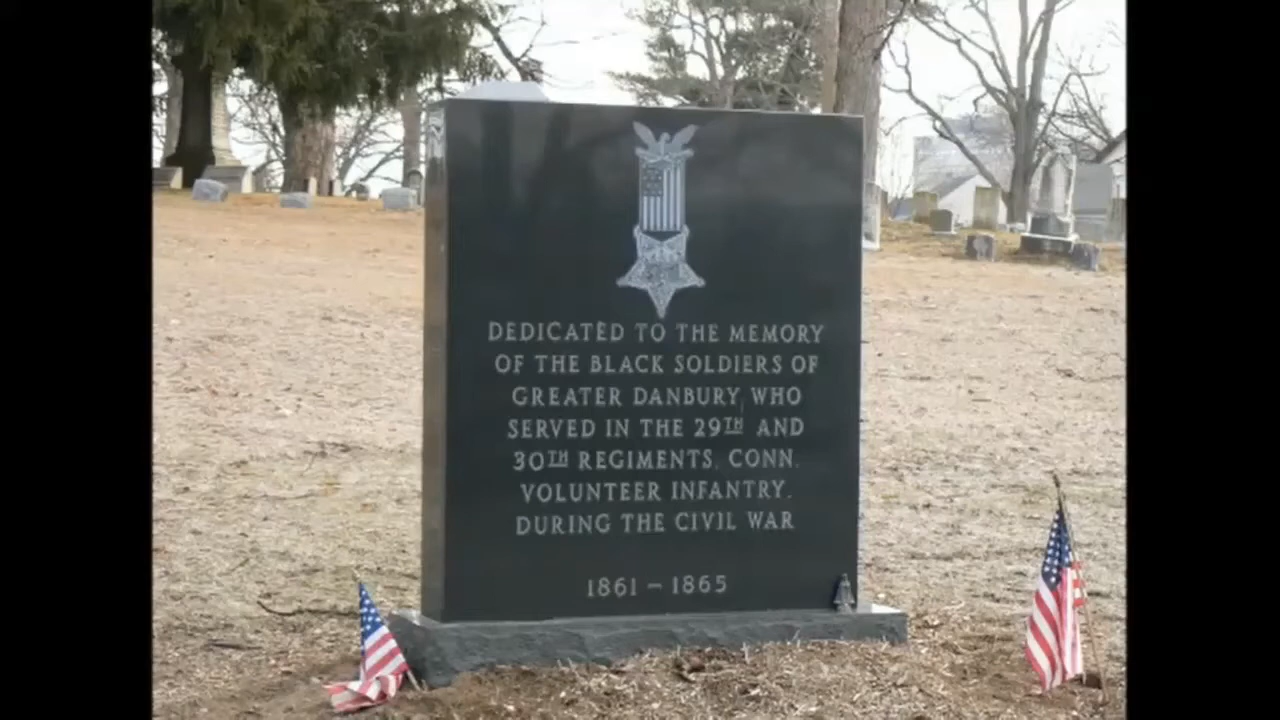 DEDICATED TO THE MEMORY
OF THE BLACK SOLDIERS OF
GREATER DANBURY, WHO
SERVED IN THE 29TH AND
30TH REGIMENTS, CONN.
VOLUNTEER INFANTRY,
DURING THE CIVIL WAR
1861 – 1865